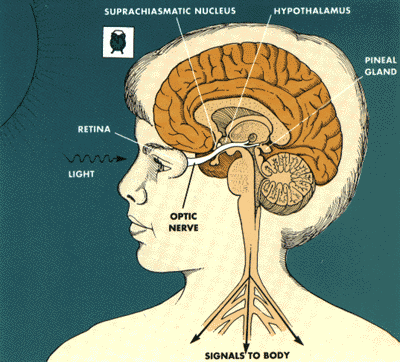 SUPRACHIASMATIC NUCLEUS
HYPOTHALAMUS
PINEAL
GLAND
RETINA
LIGHT
OPTIC
NERVE
SIGNALS TO BODY